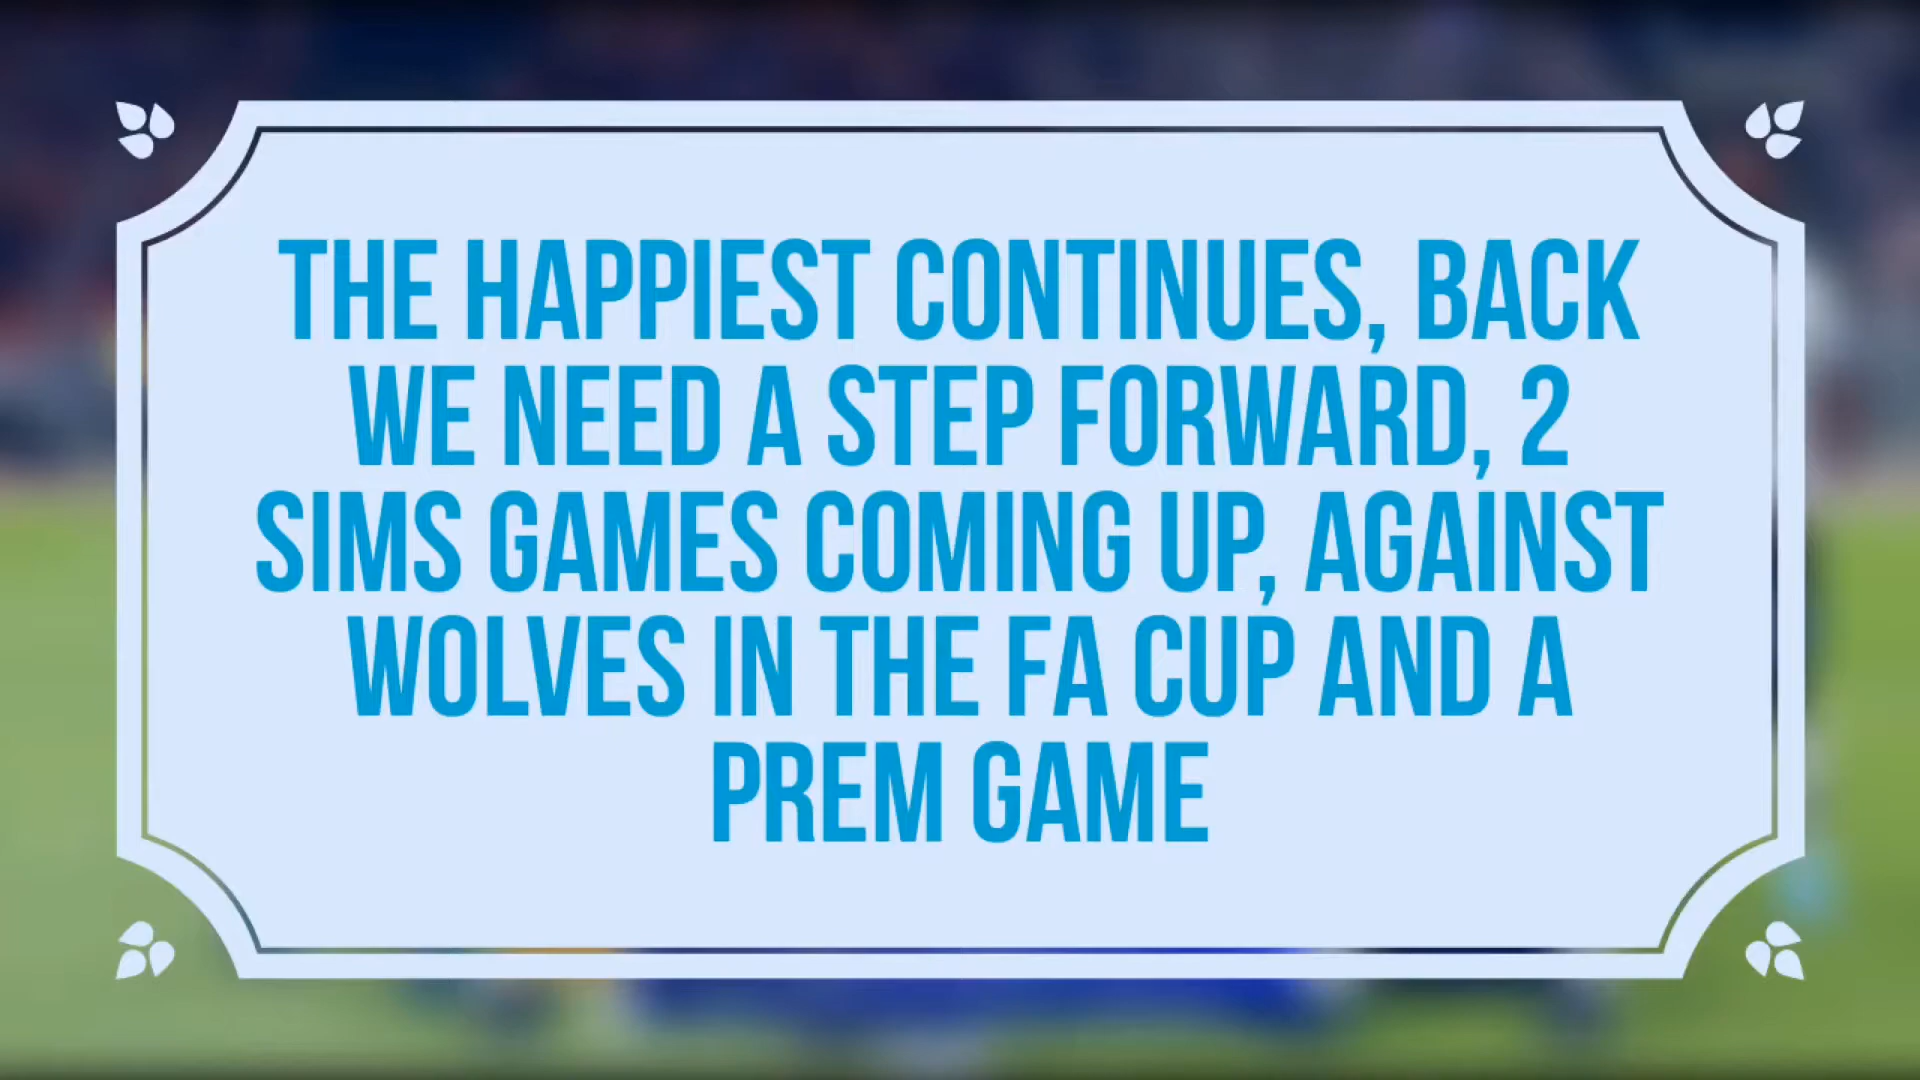 THE HAPPIEST CONTINUES, BACK
WE NEED A STEP FORWARD, 2
SIMS GAMES COMING UP, AGAINST
WOLVES IN THE FA CUP AND A
PREM GAME